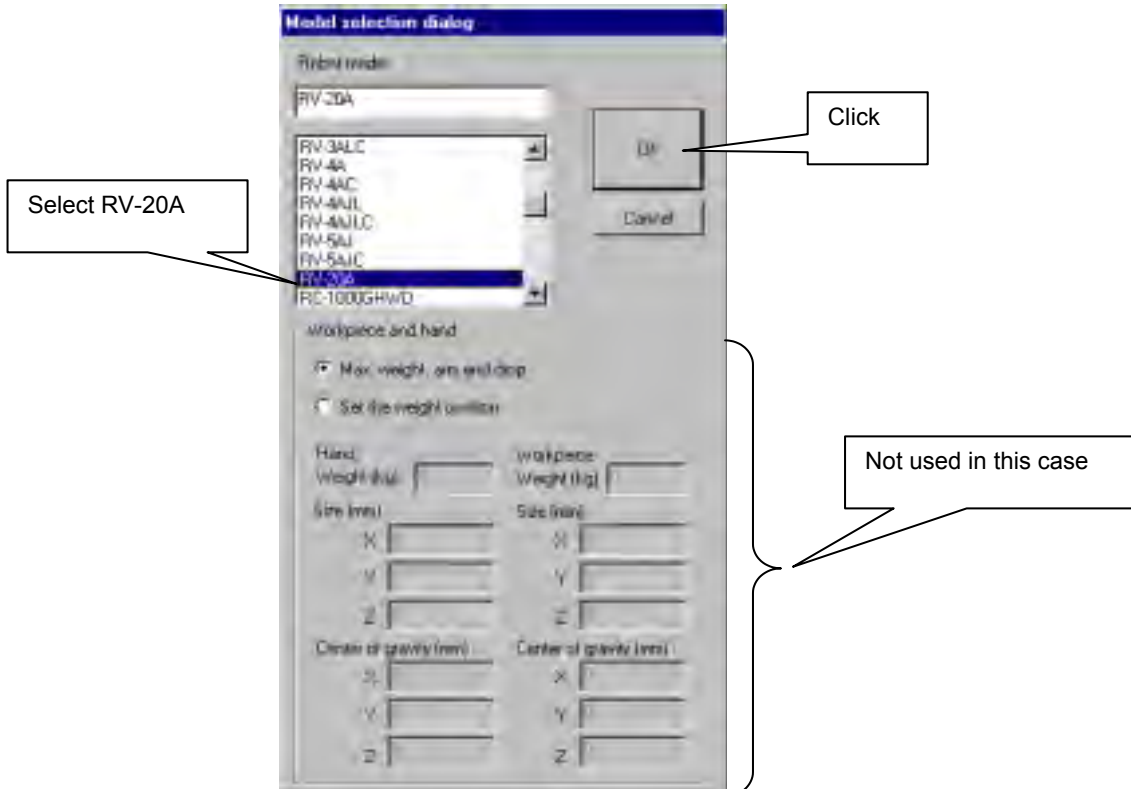 Model selection dialog
Robot model
RV-20A
Click
OK
RV-3ALC
RV-4A
RV-4AC
RV-4AJL
RV-4AJLC
RV-5AJ
RV-5AJC
RV-20A
RC-1000GHWD
Cancel
Select RV-20A
Workpiece and hand
Max. weight, arm end drop
Set the weight condition
Not used in this case
Hand
Weight (kg)
Workpiece
Weight (kg)
Size (mm)
Size (mm)
X
X
Y
Y
Z
Z
Center of gravity (mm)
Center of gravity (mm)
X
X
Y
Y
Z
Z